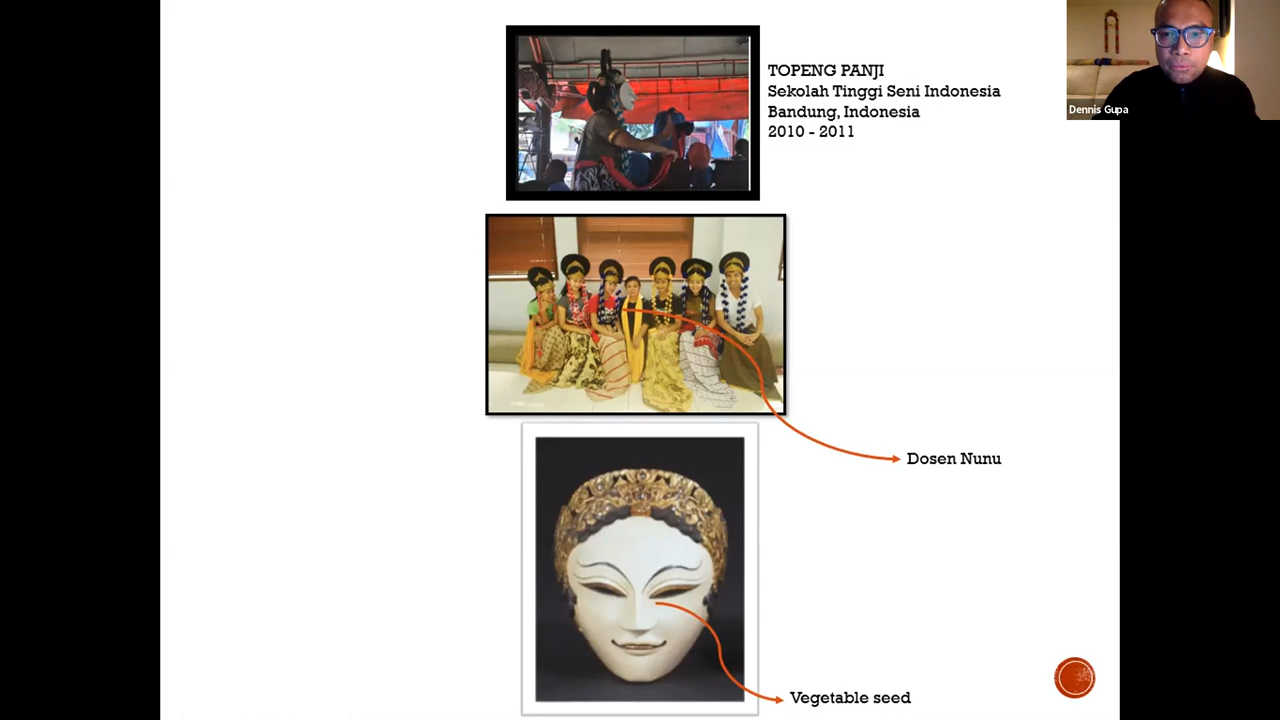 TOPENG PANJI
Sekolah Tinggi Seni Indonesia
Bandung, Indonesia
2010 - 2011
Dennis Gupa
Dosen Nunu
Vegetable seed